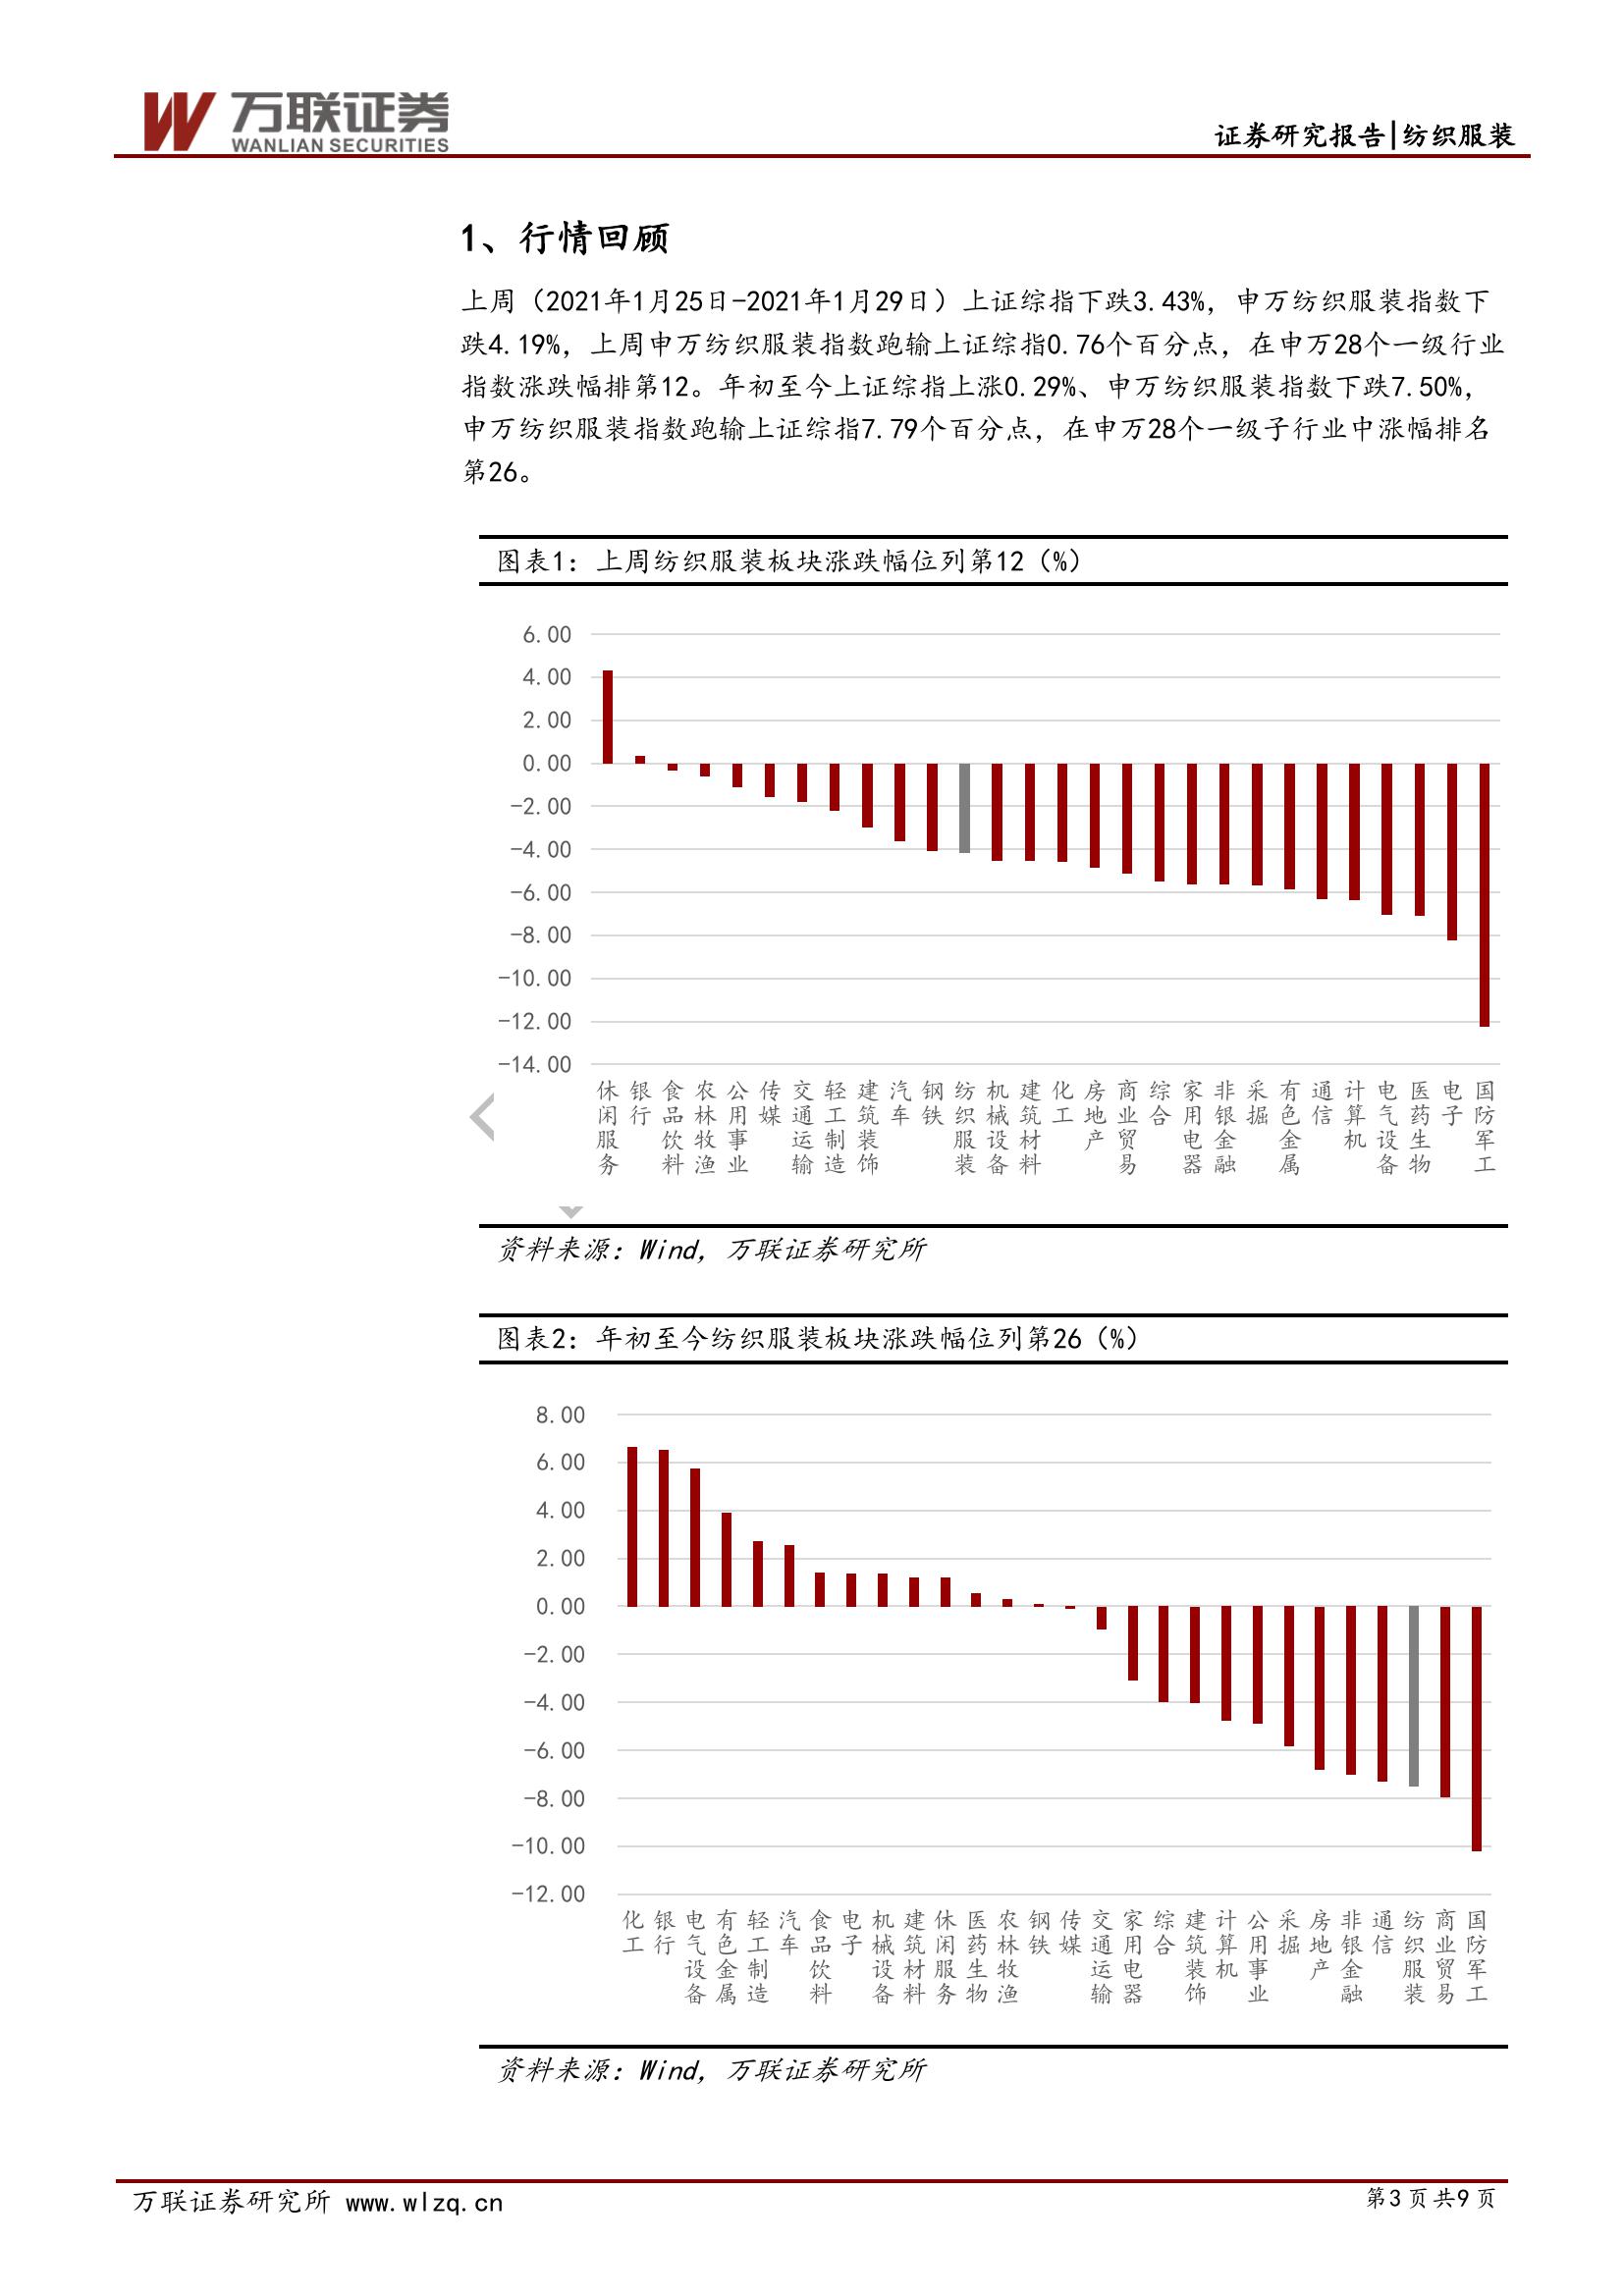 万联证券
WANLIAN SECURITIES
证券研究报告|纺织服装
1、行情回顾
上周（2021年1月25日-2021年1月29日）上证综指下跌3.43%，申万纺织服装指数下
跌4.19%，上周申万纺织服装指数跑输上证综指0.76个百分点，在申万28个一级行业
指数涨跌幅排第12。年初至今上证综指上涨0.29%、申万纺织服装指数下跌7.50%，
申万纺织服装指数跑输上证综指7.79个百分点，在申万28个一级子行业中涨幅排名
第26。
图表1：上周纺织服装板块涨跌幅位列第12（%）
6.00
4.00
2.00
0.00
-2.00
-4.00
-6.00
-8.00
-10.00
-12.00
-14.00
休闲服务
银行
食品饮料
农林牧渔
公用事业
传媒
交通运输
轻工制造
建筑装饰
汽车
钢铁
纺织服装
机械设备
建筑材料
化工
房地产
商业贸易
综合
家用电器
非银金融
采掘
有色金属
通信
计算机
电气设备
医药生物
电子
国防军工
资料来源：Wind，万联证券研究所
图表2：年初至今纺织服装板块涨跌幅位列第26（%）
8.00
6.00
4.00
2.00
0.00
-2.00
-4.00
-6.00
-8.00
-10.00
-12.00
化工
银行
电气设备
有色金属
轻工制造
汽车
食品饮料
电子
机械设备
建筑材料
休闲服务
医药生物
农林牧渔
钢铁
传媒
交通运输
家用电器
综合
建筑装饰
计算机
公用事业
采掘
房地产
非银金融
通信
纺织服装
商业贸易
国防军工
资料来源：Wind，万联证券研究所
万联证券研究所 www.wlzq.cn
第3页共9页